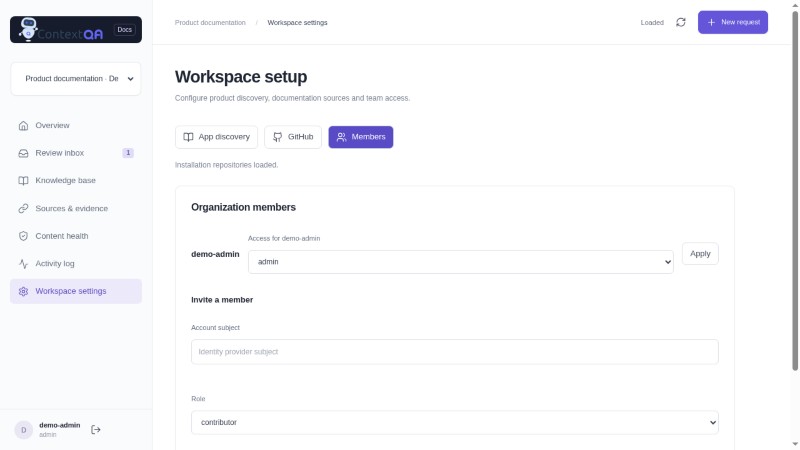 ContextQA
Docs
Product documentation / Workspace settings
Loaded
New request
Product documentation · De
Overview
Review inbox
1
Knowledge base
Sources & evidence
Content health
Activity log
Workspace settings
D
demo-admin
admin
Workspace setup
Configure product discovery, documentation sources and team access.
App discovery
GitHub
Members
Installation repositories loaded.
Organization members
Access for demo-admin
demo-admin
admin
Apply
Invite a member
Account subject
Identity provider subject
Role
contributor